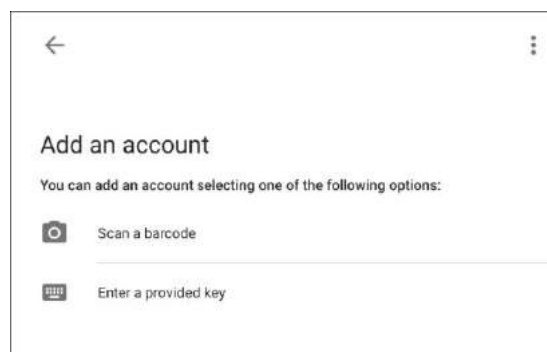 Add an account
You can add an account selecting one of the following options:
Scan a barcode
Enter a provided key